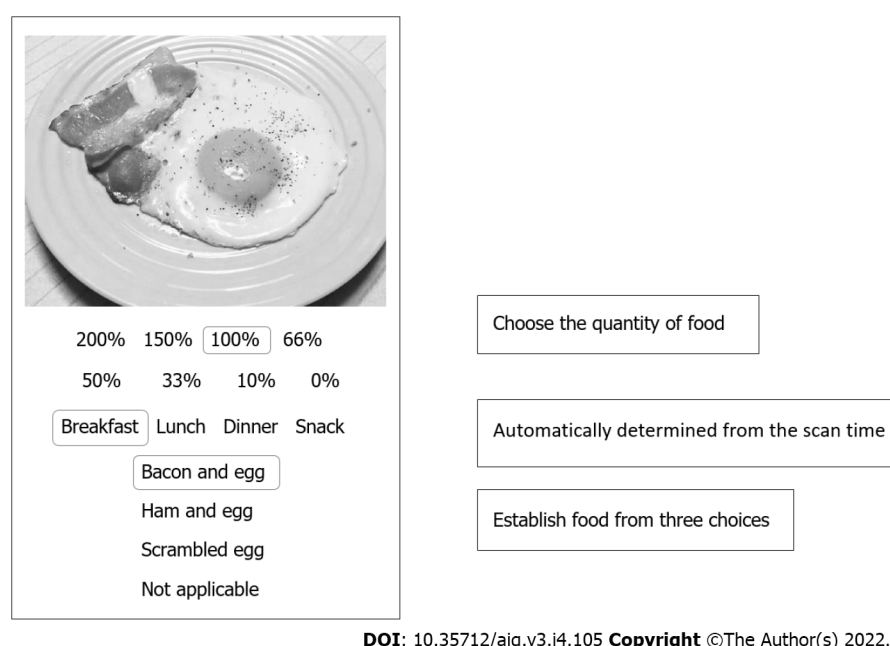 200% 150% 100% 66%
50% 33% 10% 0%
Breakfast Lunch Dinner Snack
Bacon and egg
Ham and egg
Scrambled egg
Not applicable
Choose the quantity of food
Automatically determined from the scan time
Establish food from three choices
DOI: 10.35712/aig.v3.i4.105 Copyright ©The Author(s) 2022.